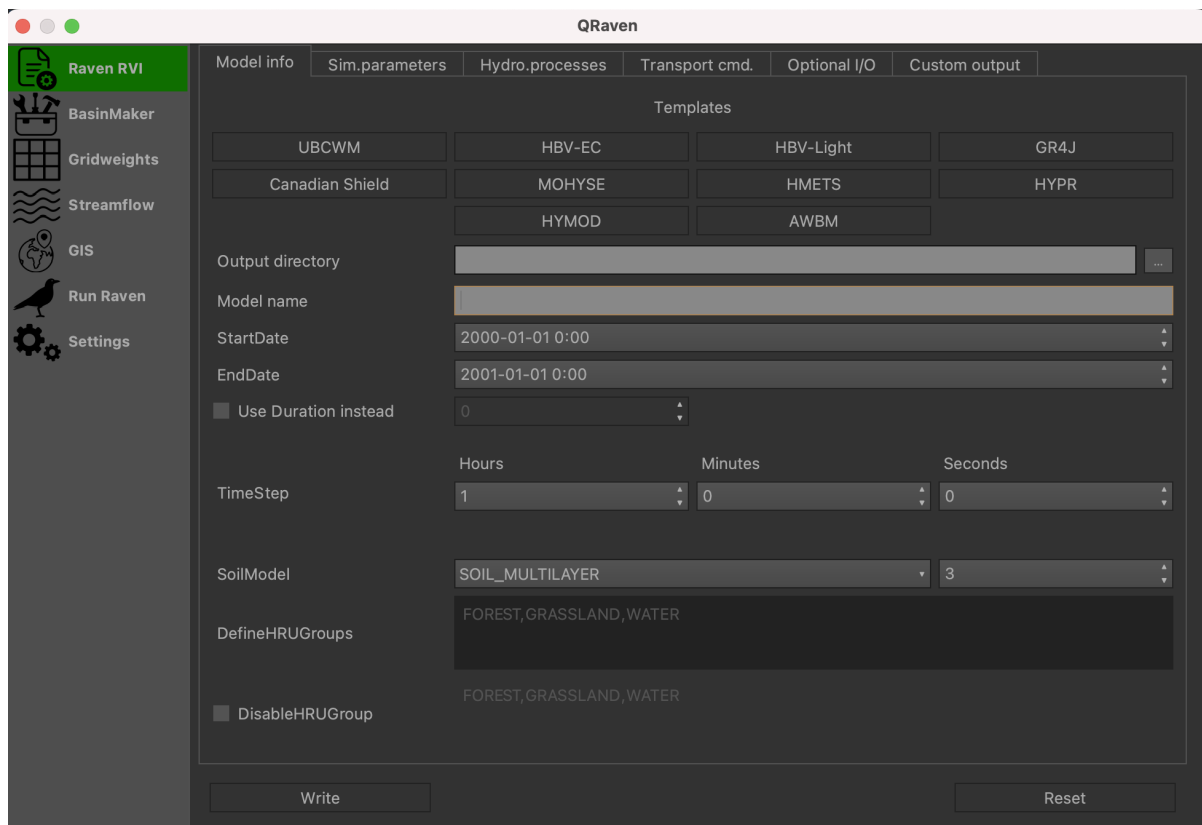 QRaven
Raven RVI
BasinMaker
Gridweights
Streamflow
GIS
Run Raven
Settings
Model info
Sim.parameters
Hydro.processes
Transport cmd.
Optional I/O
Custom output
Templates
UBCWM
HBV-EC
HBV-Light
GR4J
Canadian Shield
MOHYSE
HMETS
HYPR
HYMOD
AWBM
Output directory
...
Model name
StartDate
2000-01-01 0:00
EndDate
2001-01-01 0:00
Use Duration instead
0
Hours
Minutes
Seconds
TimeStep
1
0
0
SoilModel
SOIL_MULTILAYER
3
DefineHRUGroups
FOREST,GRASSLAND,WATER
DisableHRUGroup
FOREST,GRASSLAND,WATER
Write
Reset